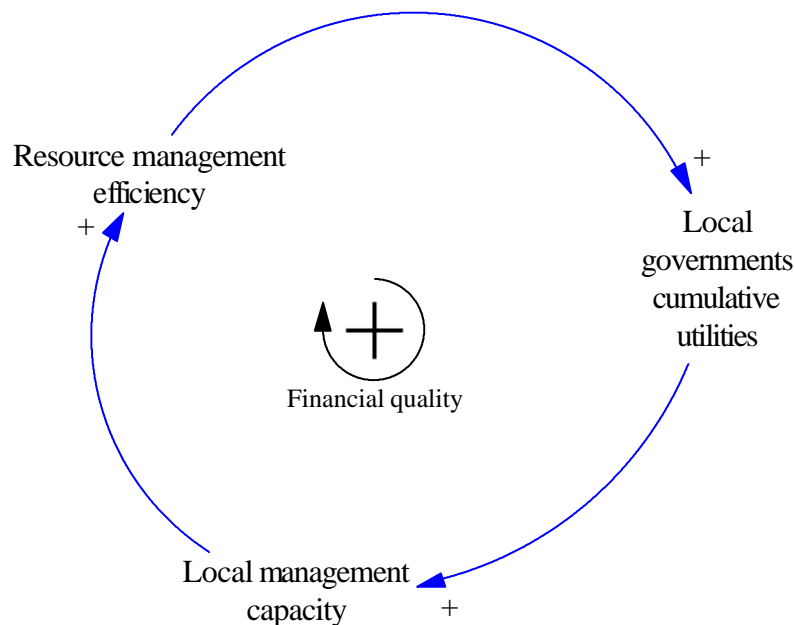 Resource management
efficiency
+
+
Local
governments
cumulative
utilities
+
Financial quality
Local management
capacity
+